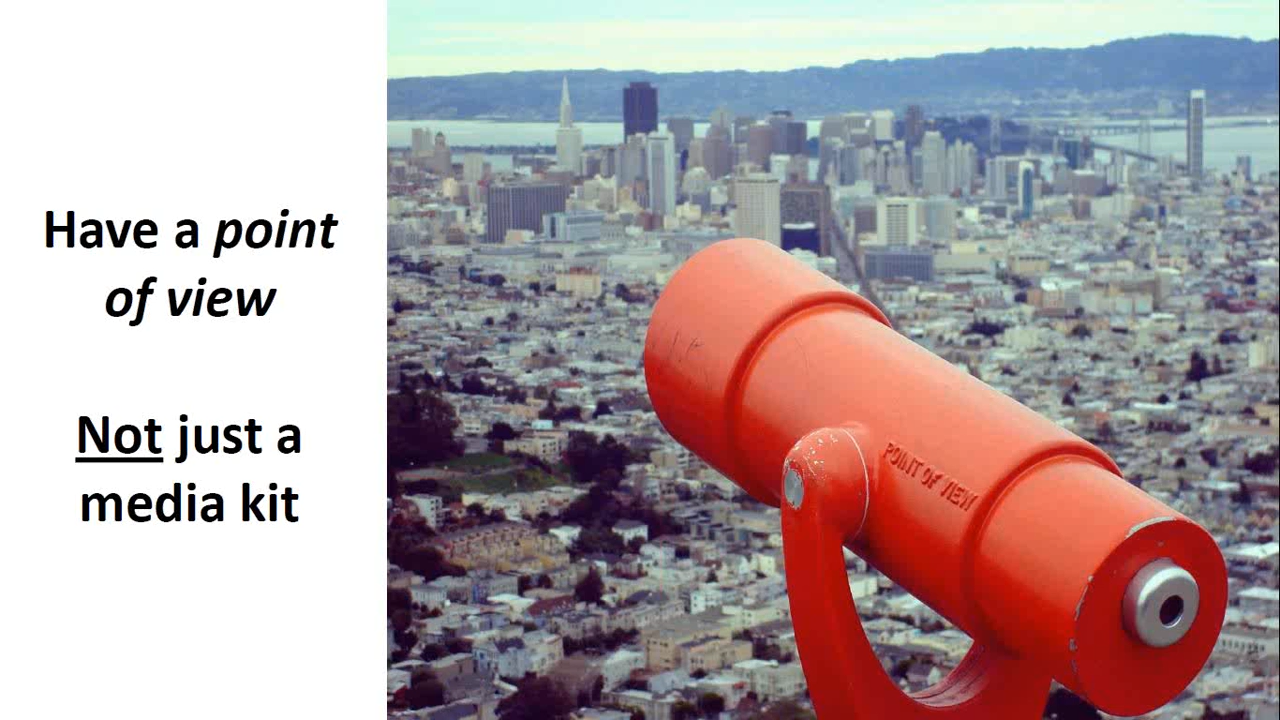 Have a point
of view
Not just a
media kit
POINT OF VIEW